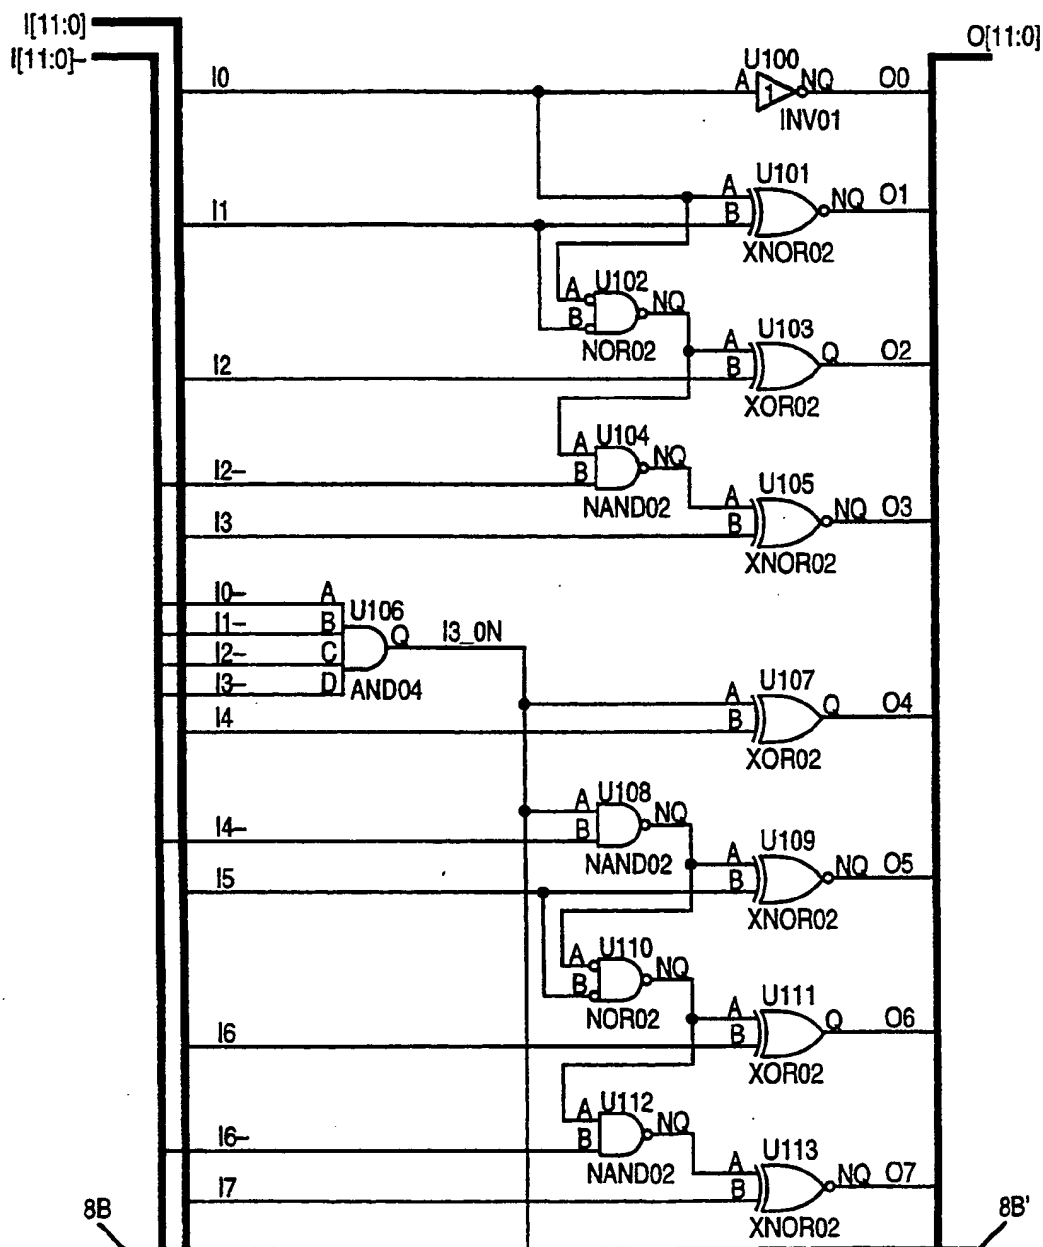 I[11:0]
I[11:0]-
O[11:0]
U100
I0
A
1
NQ
O0
INV01
U101
A
I1
B
NQ
O1
XNOR02
U102
A
NQ
B
NOR02
U103
A
Q
O2
I2
B
XOR02
U104
A
NQ
I2-
B
NAND02
U105
A
NQ
O3
I3
B
XNOR02
I0-
A
U106
I1-
B
Q
I3_0N
I2-
C
I3-
D
AND04
U107
A
Q
O4
I4
B
XOR02
U108
A
NQ
I4-
B
NAND02
U109
A
NQ
O5
I5
B
XNOR02
U110
A
NQ
B
NOR02
U111
A
Q
O6
I6
B
XOR02
U112
A
NQ
I6-
B
NAND02
U113
A
NQ
O7
I7
B
XNOR02
8B
8B'